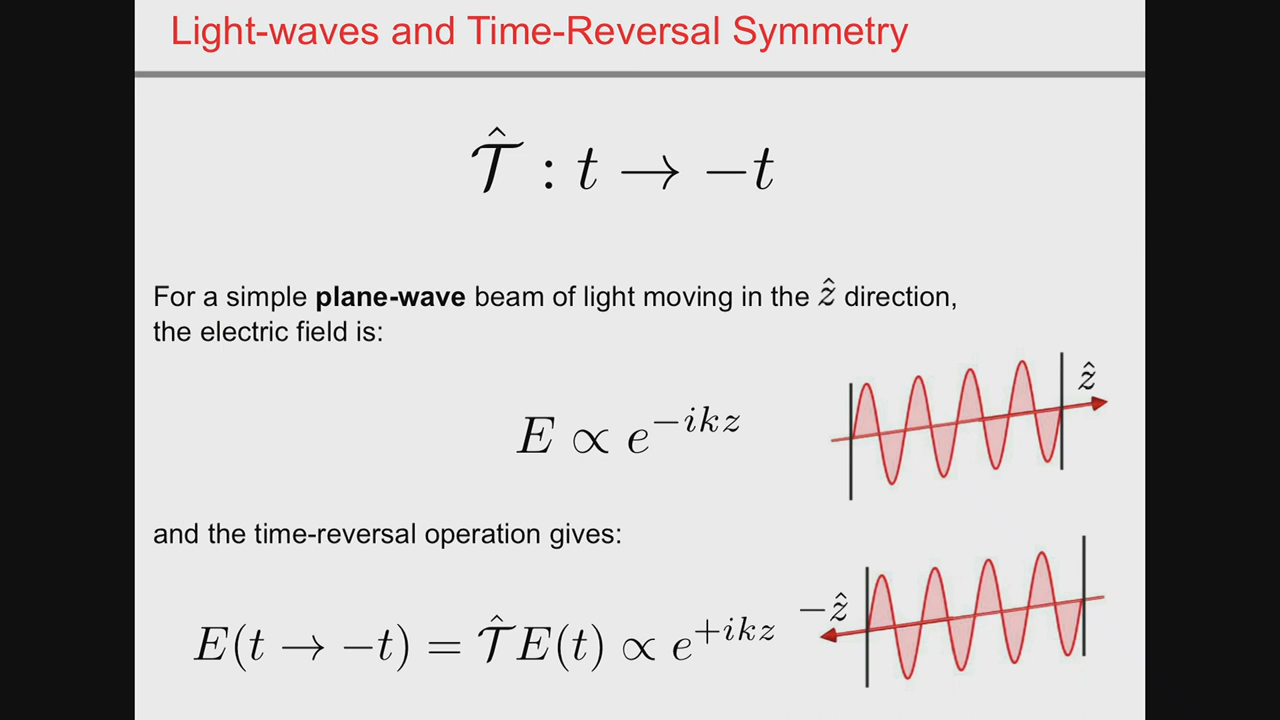 Light-waves and Time-Reversal Symmetry
𝒯̂ : t → −t
For a simple plane-wave beam of light moving in the ẑ direction,
the electric field is:
ẑ
E ∝ e^{−ikz}
and the time-reversal operation gives:
−ẑ
E(t → −t) = 𝒯̂E(t) ∝ e^{+ikz}